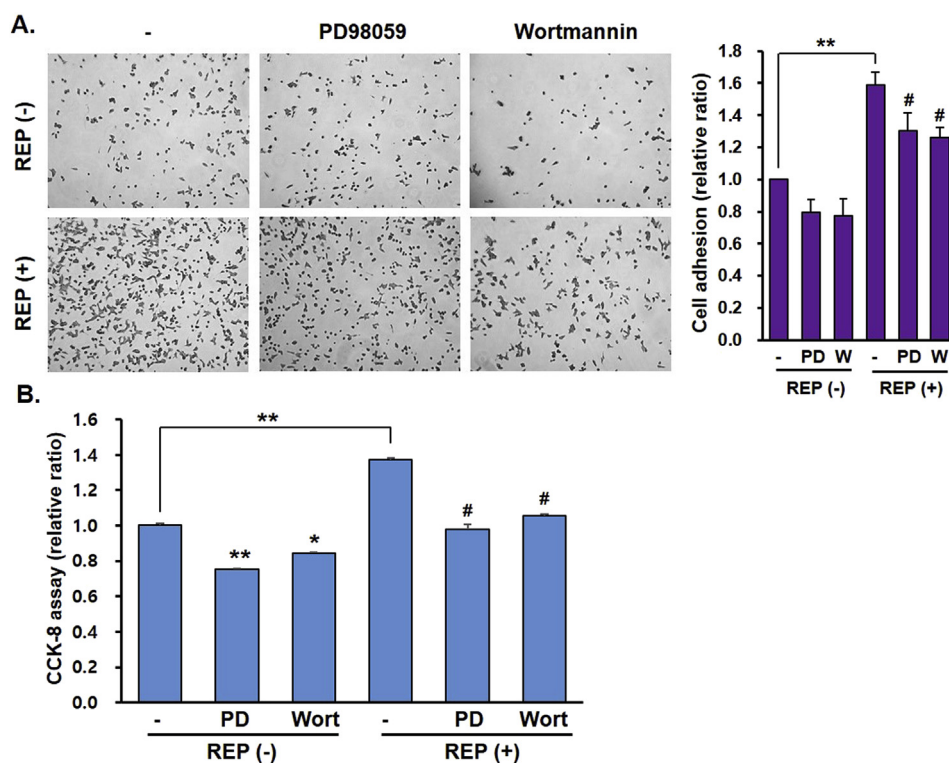 A.
- PD98059 Wortmannin
REP (-)
REP (+)
Cell adhesion (relative ratio)
1.8
1.6
1.4
1.2
1.0
0.8
0.6
0.4
0.2
0.0
**
# #
- PD W - PD W
REP (-) REP (+)
B.
CCK-8 assay (relative ratio)
1.6
1.4
1.2
1.0
0.8
0.6
0.4
0.2
0.0
**
** * # #
- PD Wort - PD Wort
REP (-) REP (+)